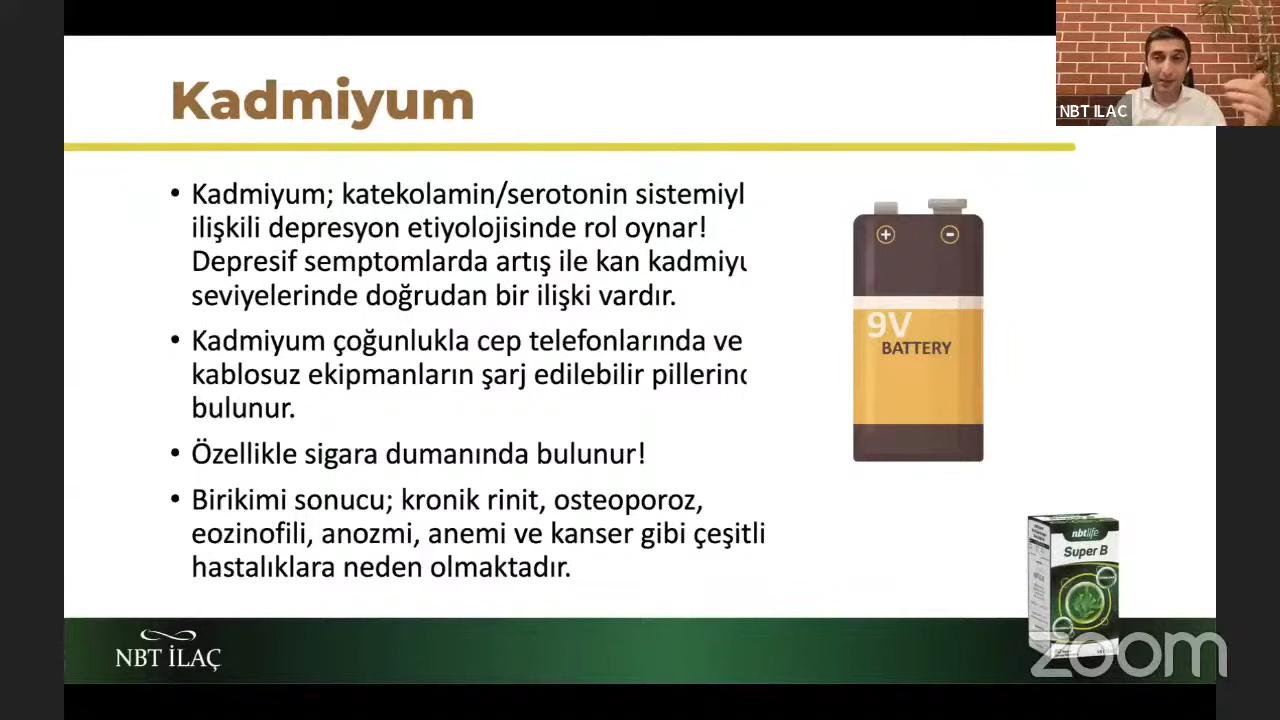 Kadmiyum
NBT ILAC
• Kadmiyum; katekolamin/serotonin sistemiyl
ilişkili depresyon etiyolojisinde rol oynar!
Depresif semptomlarda artış ile kan kadmiyu
seviyelerinde doğrudan bir ilişki vardır.
• Kadmiyum çoğunlukla cep telefonlarında ve
kablosuz ekipmanların şarj edilebilir pillerind
bulunur.
• Özellikle sigara dumanında bulunur!
• Birikimi sonucu; kronik rinit, osteoporoz,
eozinofili, anozmi, anemi ve kanser gibi çeşitli
hastalıklara neden olmaktadır.
+ -
9V
BATTERY
nbtlife
Super B
NBT İLAÇ
zoom